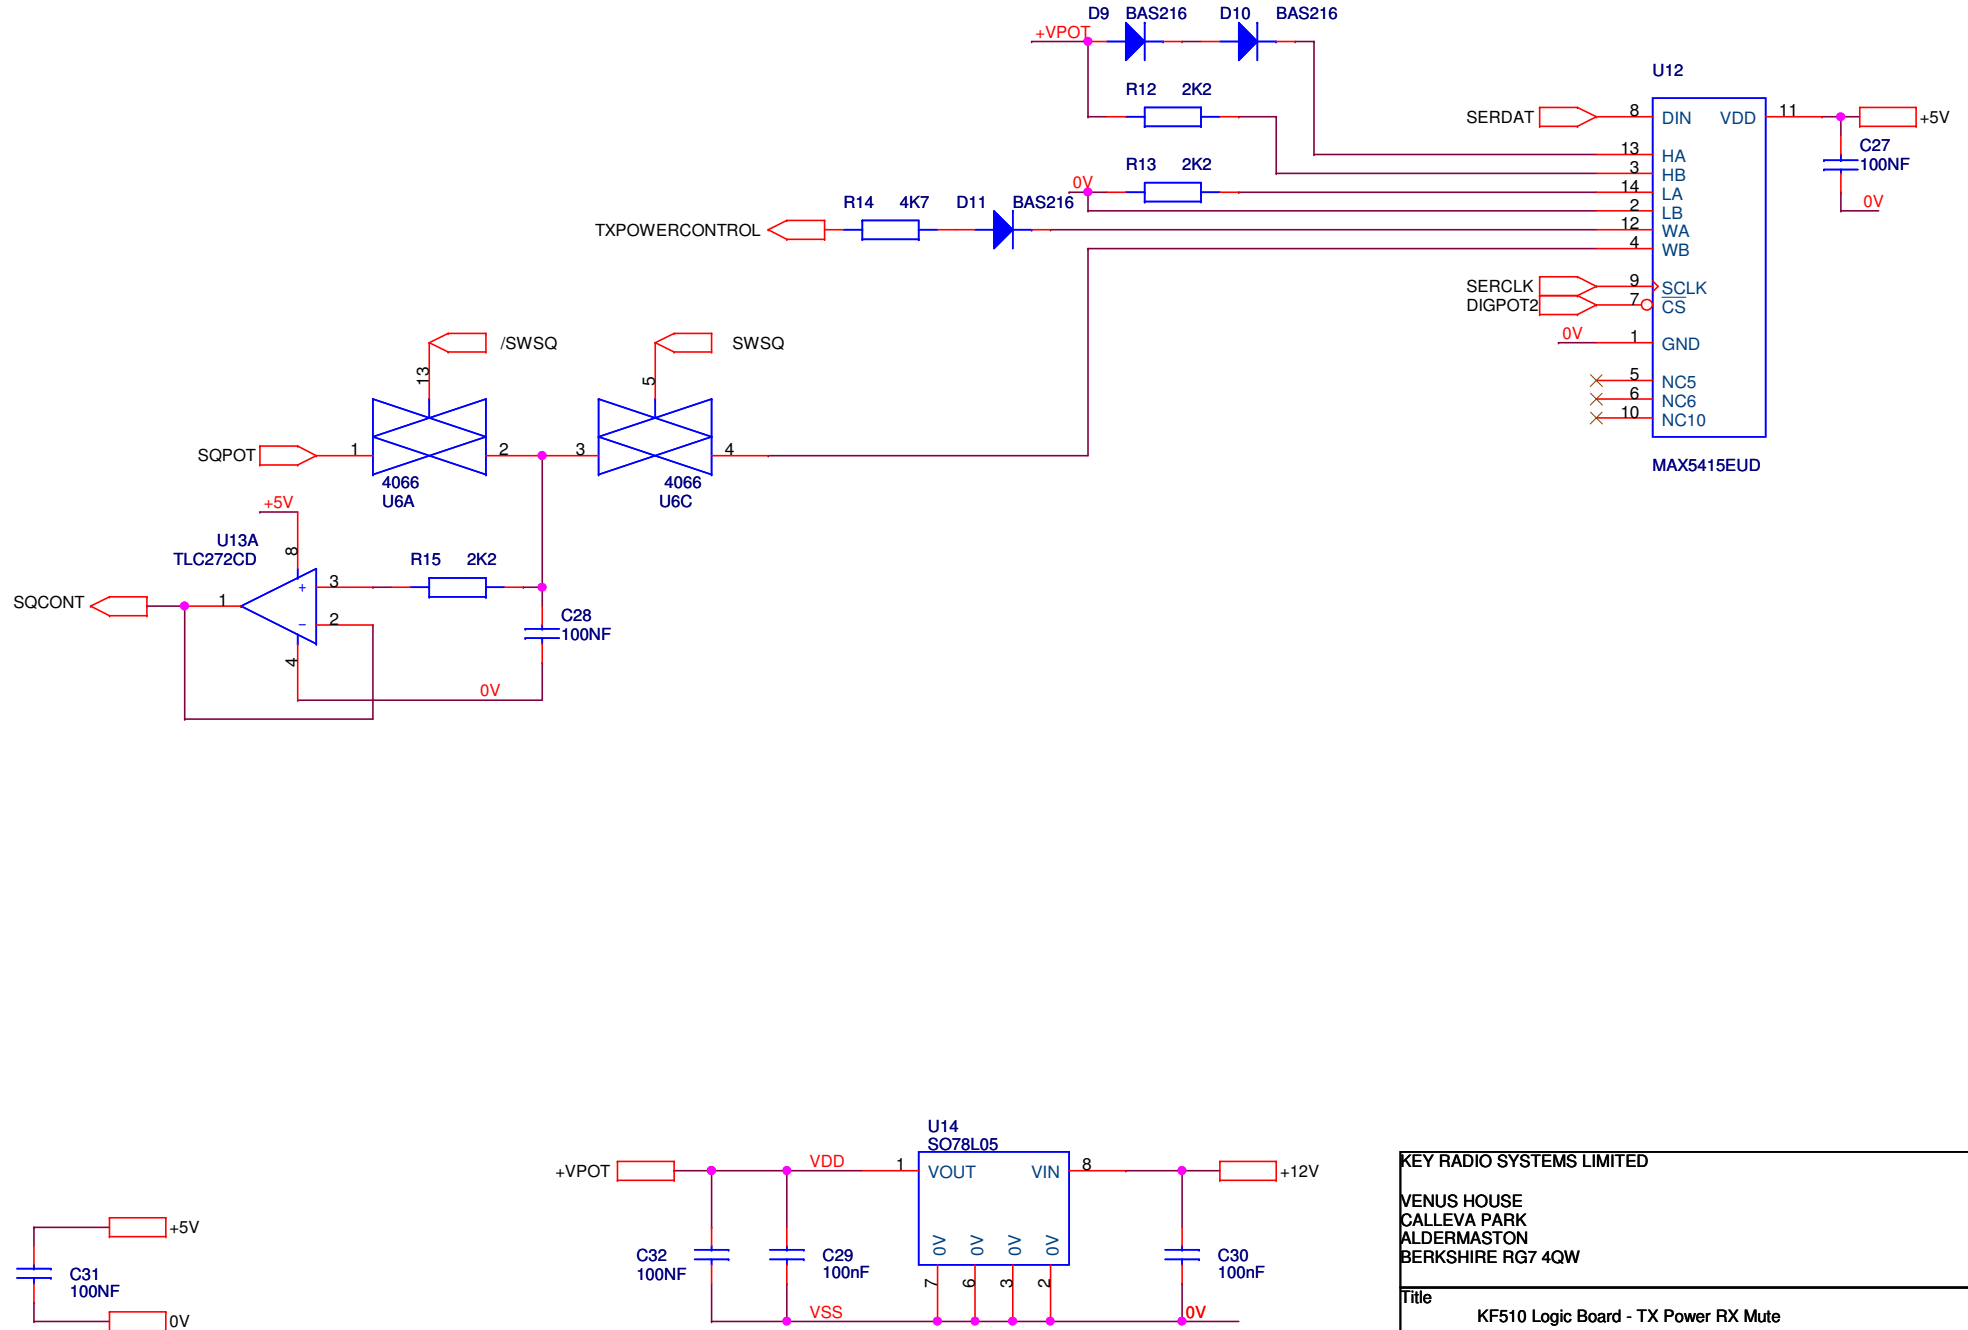 D9 BAS216 D10 BAS216
+VPOT
U12
R12 2K2
SERDAT 8 DIN VDD 11 +5V
C27
100NF
0V
13 HA
3 HB
R13 2K2
0V
14 LA
2 LB
R14 4K7 D11 BAS216
TXPOWERCONTROL
12 WA
4 WB
SERCLK 9 SCLK
DIGPOT2 7 CS
0V 1 GND
5 NC5
6 NC6
10 NC10
MAX5415EUD
/SWSQ
13
SWSQ
5
SQPOT 1 2 3 4
4066
U6A
4066
U6C
+5V
U13A
TLC272CD
8
R15 2K2
+ 3
SQCONT 1
− 2
4
C28
100NF
0V
U14
SO78L05
+VPOT VDD 1 VOUT VIN 8 +12V
0V 0V 0V 0V
7 6 3 2
C32
100NF
C29
100nF
C30
100nF
VSS 0V
+5V
C31
100NF
0V
KEY RADIO SYSTEMS LIMITED
VENUS HOUSE
CALLEVA PARK
ALDERMASTON
BERKSHIRE RG7 4QW
Title
KF510 Logic Board - TX Power RX Mute